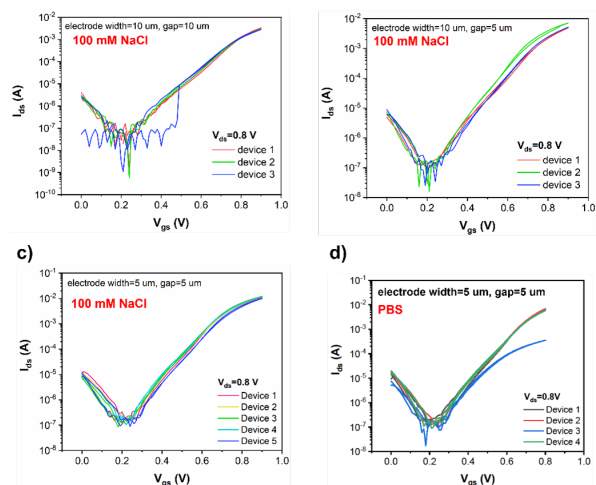 electrode width=10 um, gap=10 um
100 mM NaCl
10⁻²
10⁻³
10⁻⁴
10⁻⁵
10⁻⁶
10⁻⁷
10⁻⁸
10⁻⁹
10⁻¹⁰
I_ds (A)
V_ds=0.8 V
device 1
device 2
device 3
0.0 0.2 0.4 0.6 0.8 1.0
V_gs (V)
electrode width=10 um, gap=5 um
100 mM NaCl
10⁻²
10⁻³
10⁻⁴
10⁻⁵
10⁻⁶
10⁻⁷
10⁻⁸
I_ds (A)
V_ds=0.8 V
device 1
device 2
device 3
0.0 0.2 0.4 0.6 0.8 1.0
V_gs (V)
c)
electrode width=5 um, gap=5 um
100 mM NaCl
10⁻¹
10⁻²
10⁻³
10⁻⁴
10⁻⁵
10⁻⁶
10⁻⁷
10⁻⁸
I_ds (A)
V_ds=0.8 V
Device 1
Device 2
Device 3
Device 4
Device 5
0.0 0.2 0.4 0.6 0.8 1.0
V_gs (V)
d)
electrode width=5 um, gap=5 um
PBS
10⁻¹
10⁻²
10⁻³
10⁻⁴
10⁻⁵
10⁻⁶
10⁻⁷
10⁻⁸
I_ds (A)
V_ds=0.8V
Device 1
Device 2
Device 3
Device 4
0.0 0.2 0.4 0.6 0.8 1.0
V_gs (V)